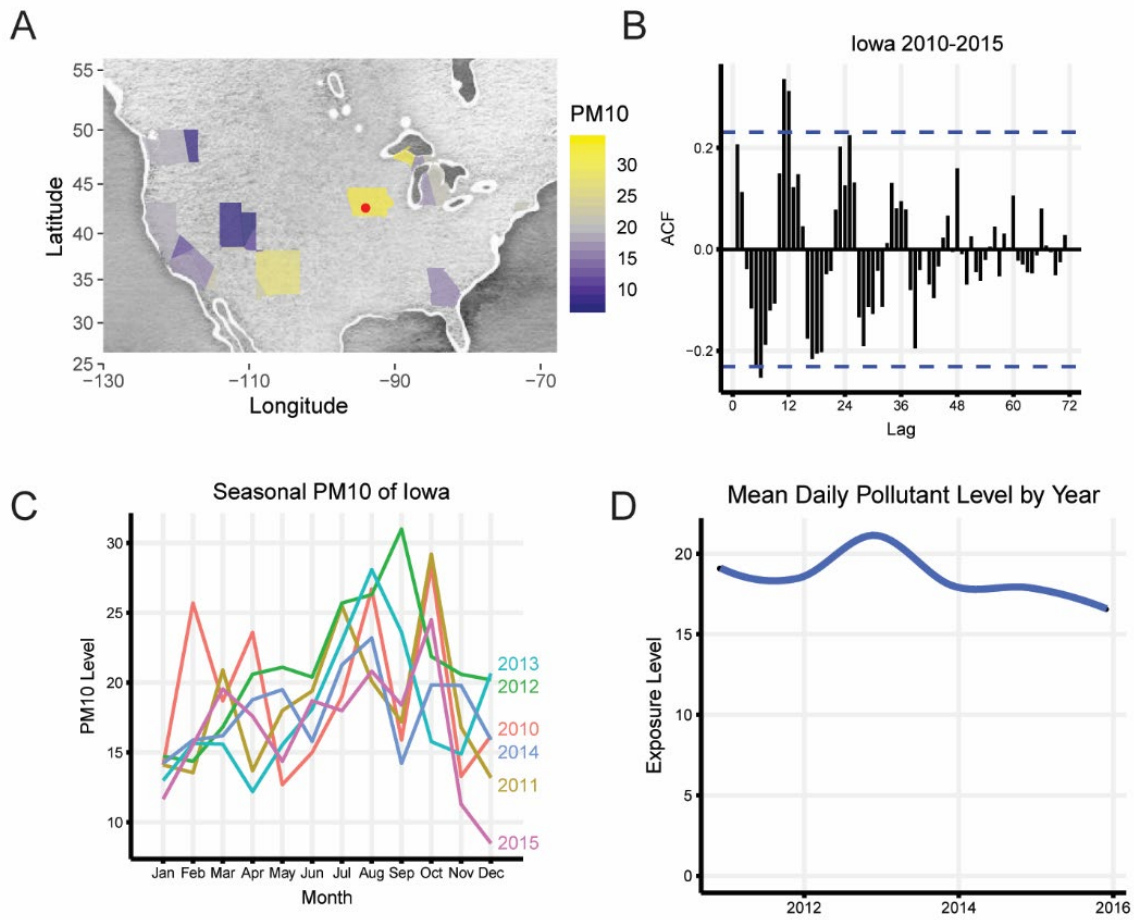 A
55
50
45
40
35
30
25
Latitude
−130
−110
−90
−70
Longitude
PM10
30
25
20
15
10
B
Iowa 2010-2015
0.2
0.0
−0.2
ACF
0
12
24
36
48
60
72
Lag
C
Seasonal PM10 of Iowa
30
25
20
15
10
PM10 Level
2013
2012
2010
2014
2011
2015
Jan Feb Mar Apr May Jun Jul Aug Sep Oct Nov Dec
Month
D
Mean Daily Pollutant Level by Year
20
15
10
5
0
Exposure Level
2012
2014
2016